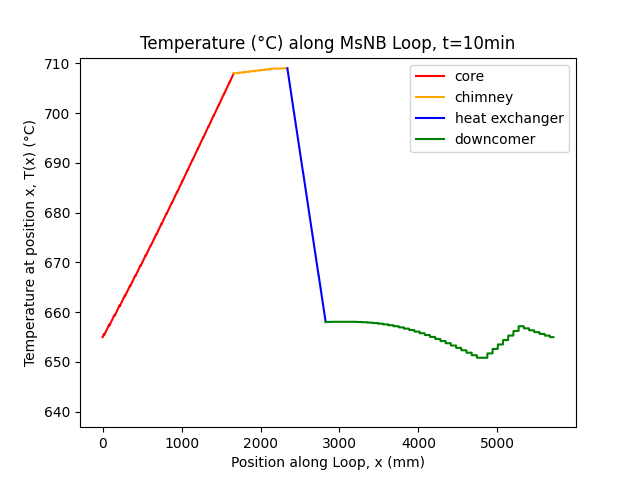 Temperature (°C) along MsNB Loop, t=10min
Temperature at position x, T(x) (°C)
710
700
690
680
670
660
650
640
0
1000
2000
3000
4000
5000
Position along Loop, x (mm)
core
chimney
heat exchanger
downcomer